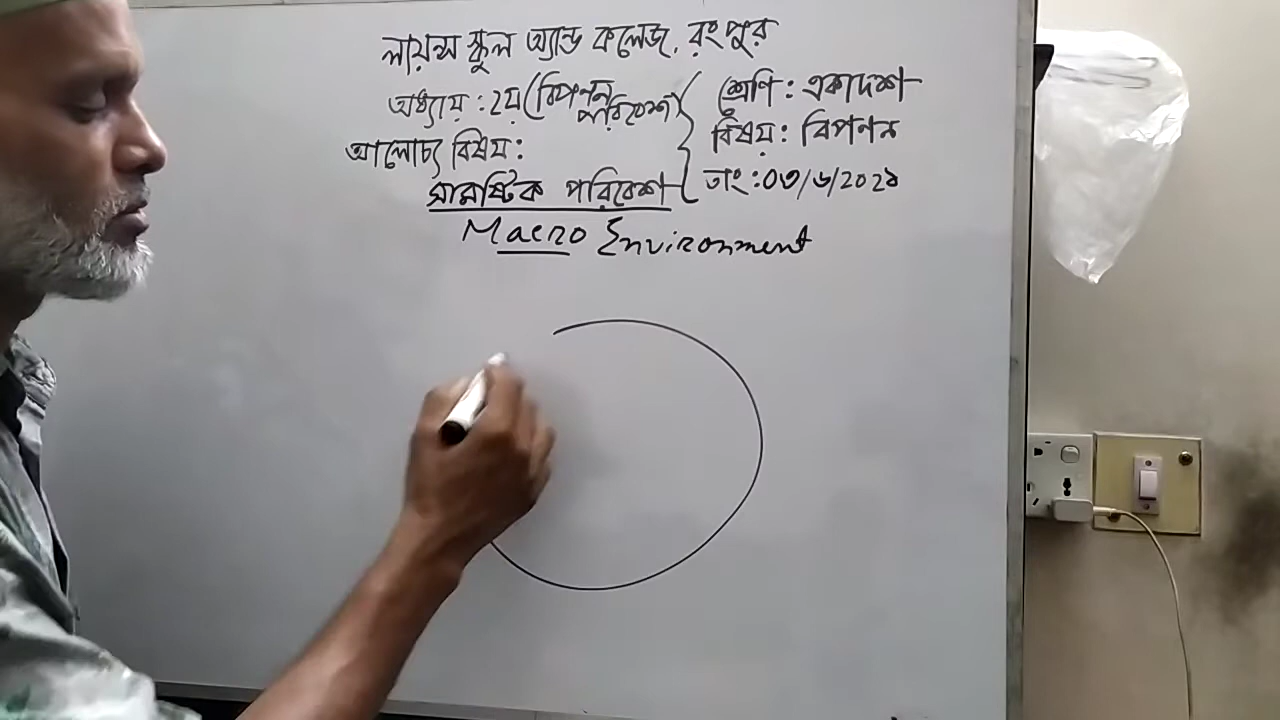 লায়ন্স স্কুল অ্যান্ড কলেজ, রংপুর
অধ্যায় : ২য় (বিপণন পরিবেশ)
আলোচ্য বিষয় :
সামষ্টিক পরিবেশ
শ্রেণি : একাদশ
বিষয় : বিপণন
তাং : ০৩/৬/২০২১
Macro Environment